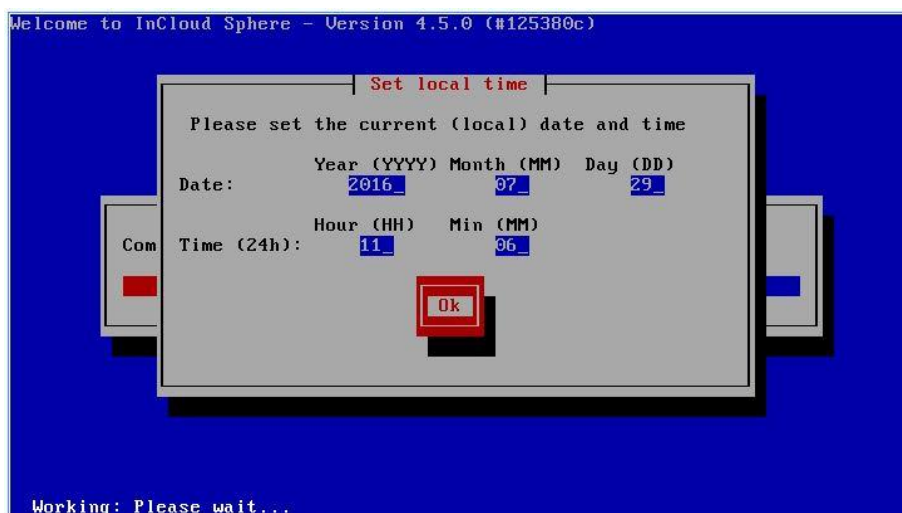 Welcome to InCloud Sphere - Version 4.5.0 (#125380c)
Set local time
Please set the current (local) date and time
Year (YYYY) Month (MM) Day (DD)
Date: 2016_ 07_ 29_
Hour (HH) Min (MM)
Com Time (24h): 11_ 06_
Ok
Working: Please wait...